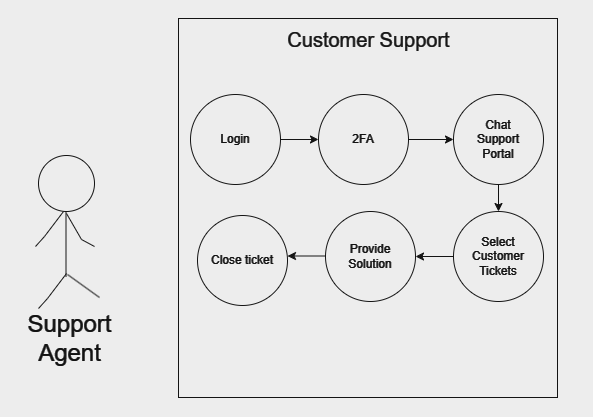 Customer Support
Login
2FA
Chat
Support
Portal
Close ticket
Provide
Solution
Select
Customer
Tickets
Support
Agent